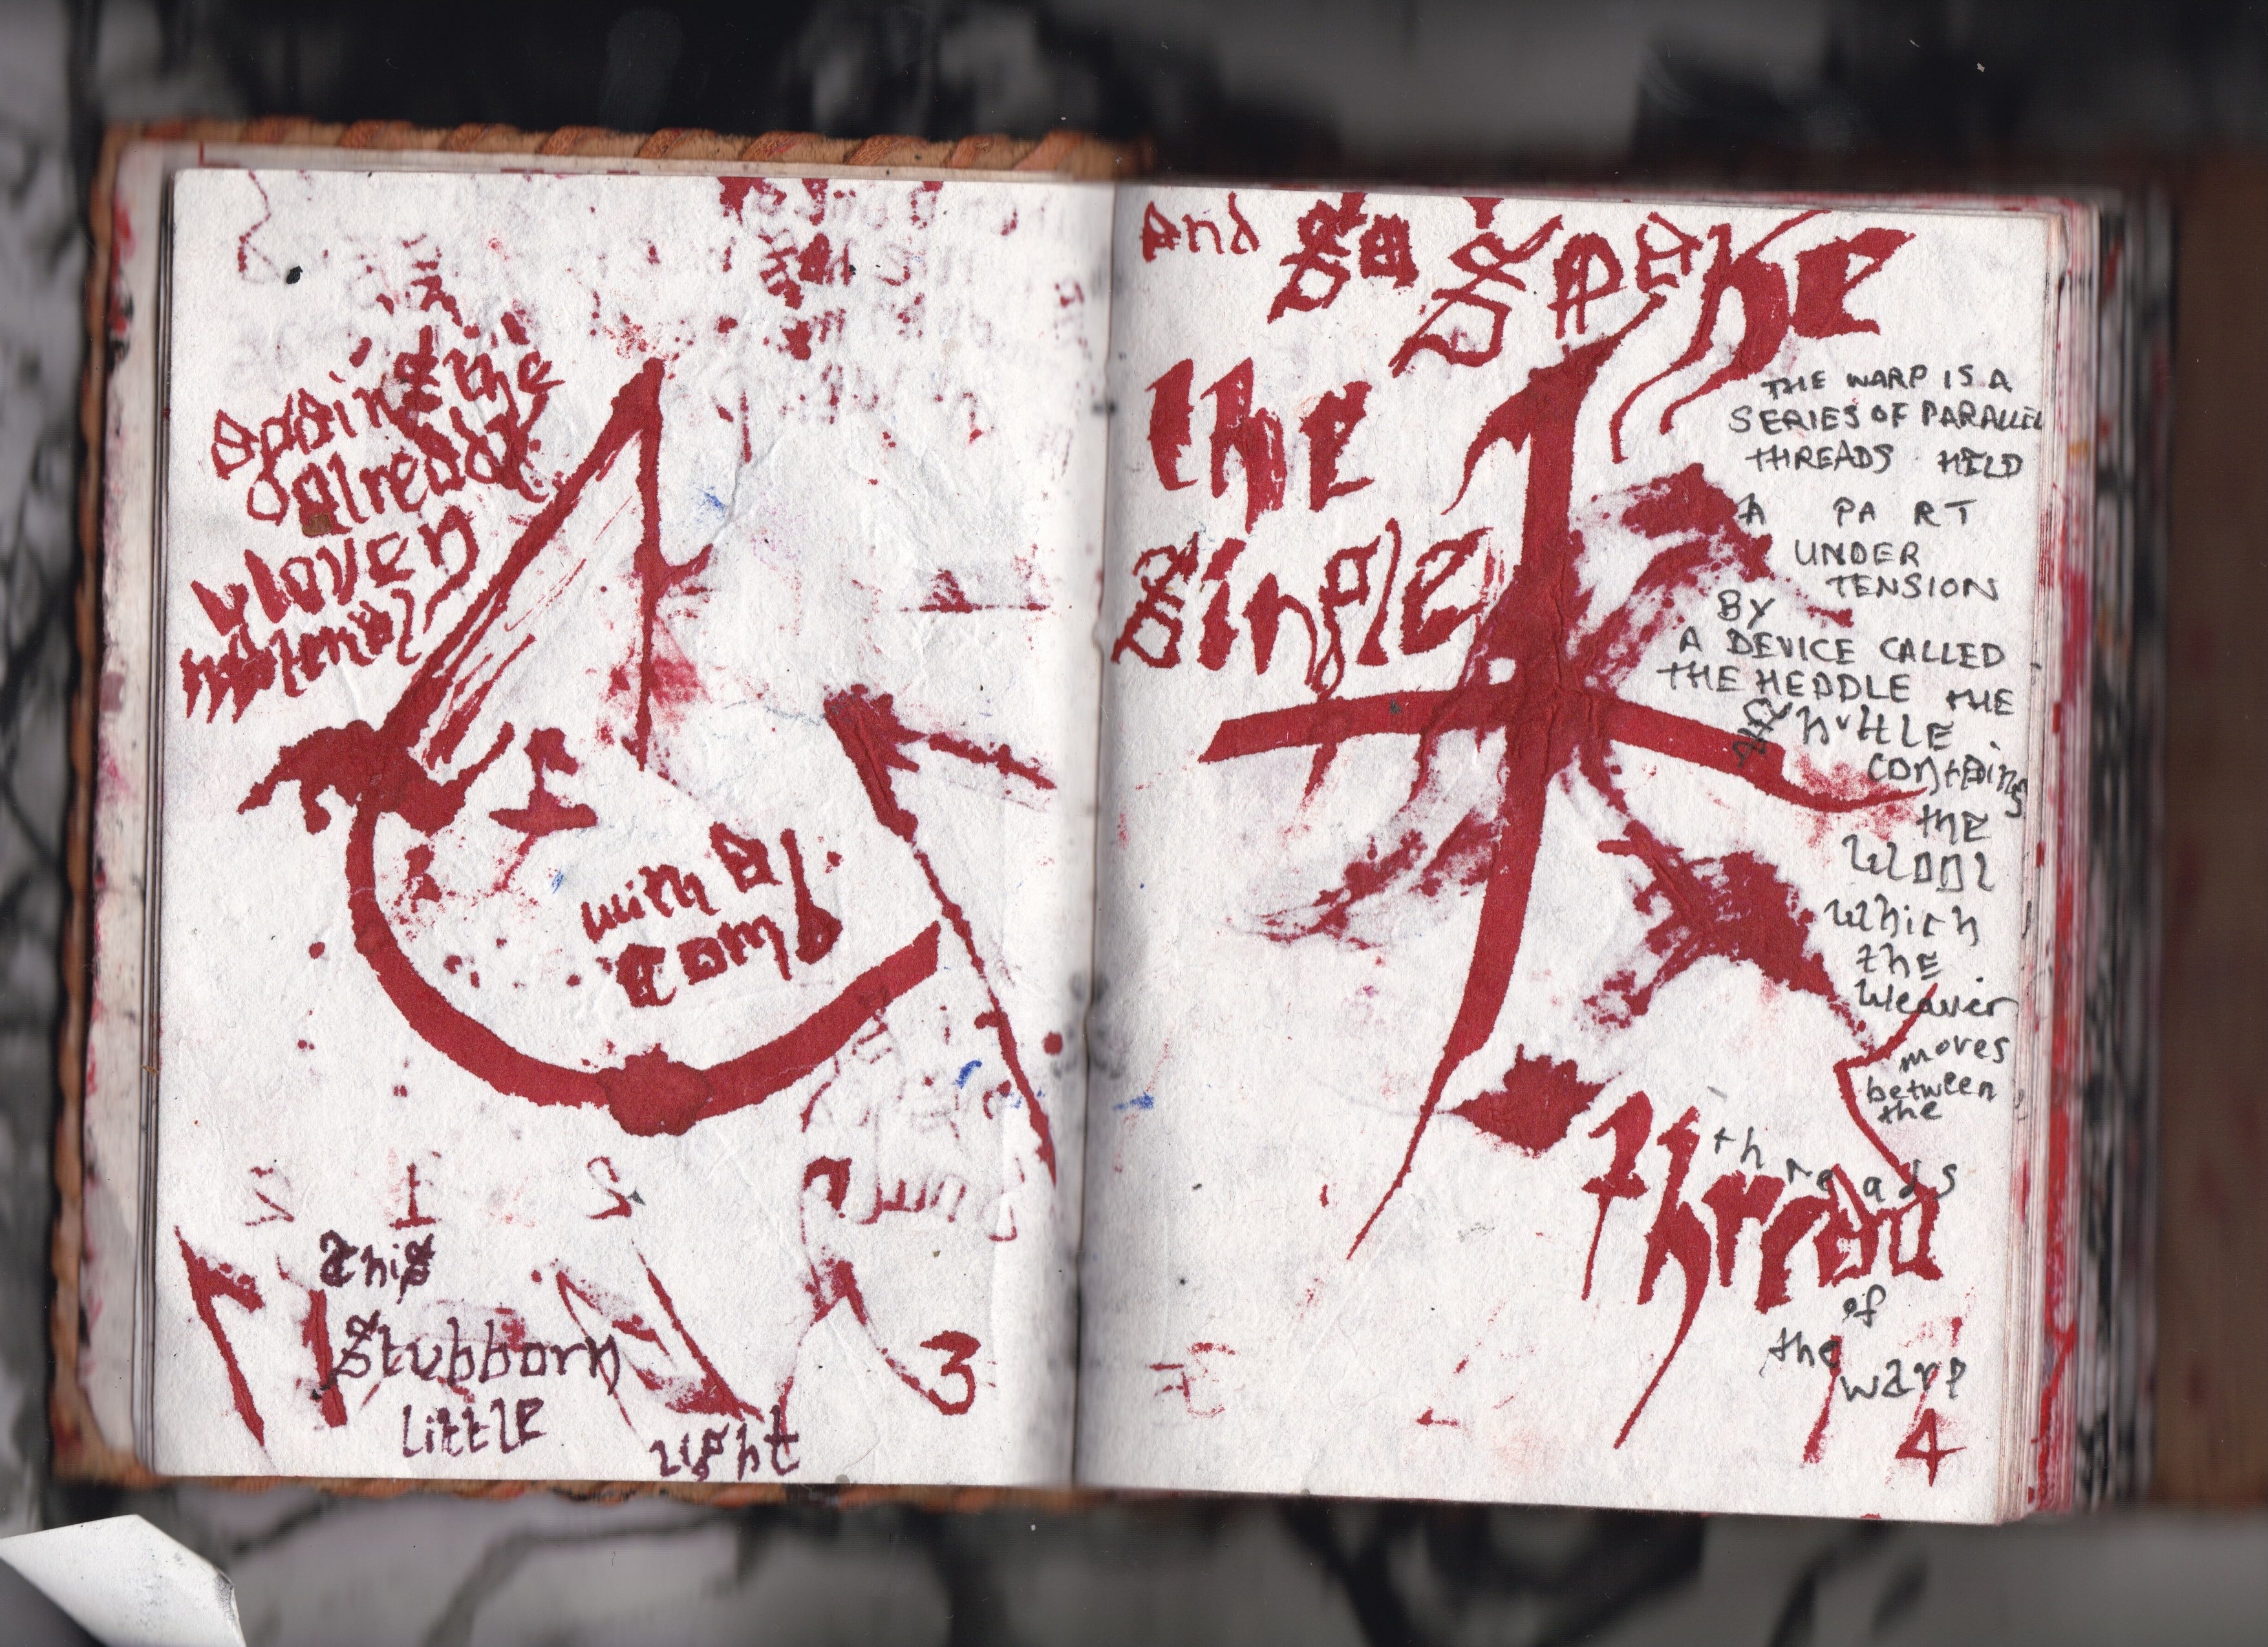 against the
already
woven
material
with a
comb
this
stubborn
little
light
3
and so spake
the
single
thread
THE WARP IS A
SERIES OF PARALLEL
THREADS HELD
A PART
UNDER
TENSION
BY
A DEVICE CALLED
THE HEDDLE THE
shuttle
contains
the
wool
which
the
weaver
moves
between
the
threads
of
the
warp
4